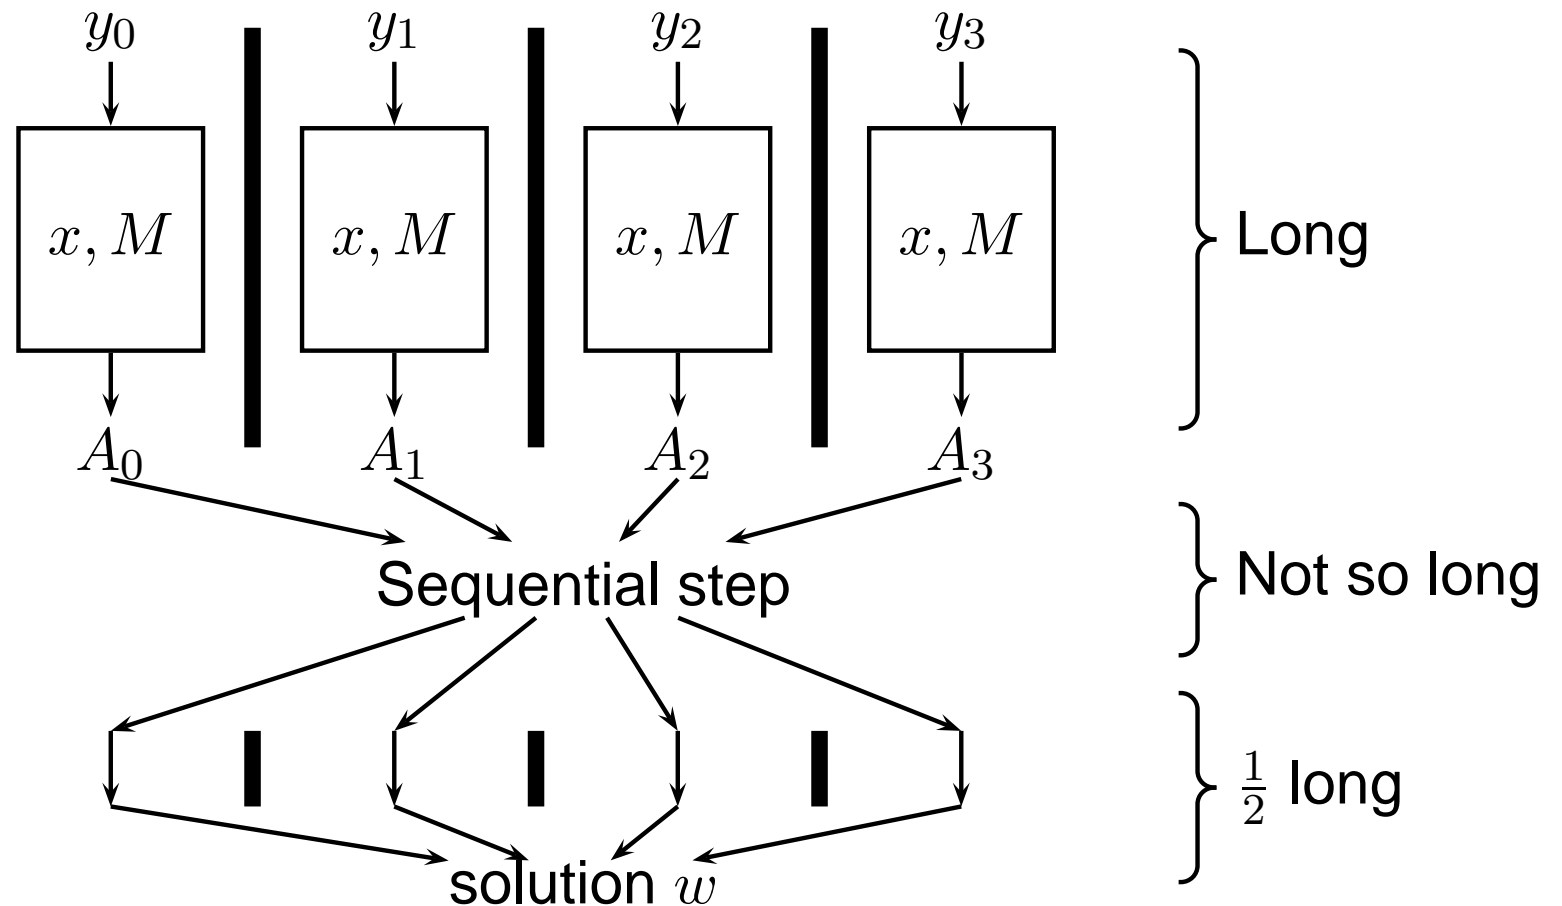 y₀ y₁ y₂ y₃
x, M x, M x, M x, M
Long
A₀ A₁ A₂ A₃
Sequential step
Not so long
½ long
solution w